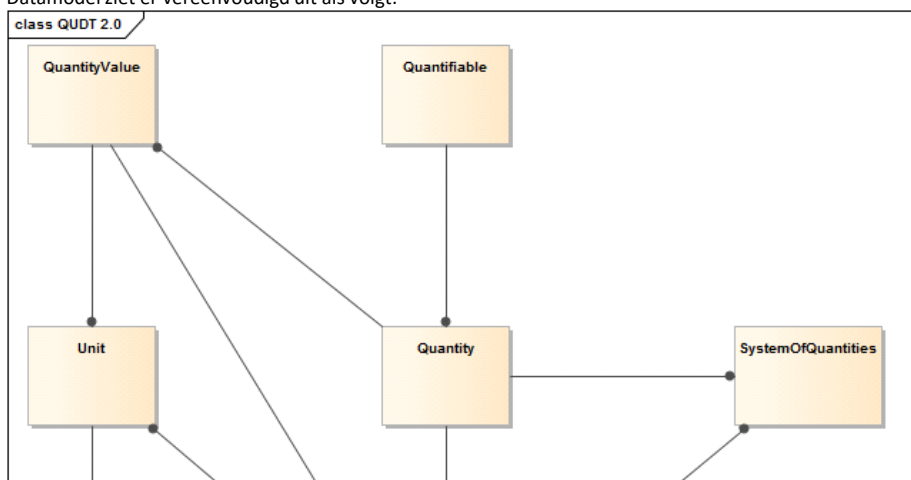 Datamodel ziet er vereenvoudigd uit als volgt:
class QUDT 2.0
QuantityValue
Quantifiable
Unit
Quantity
SystemOfQuantities